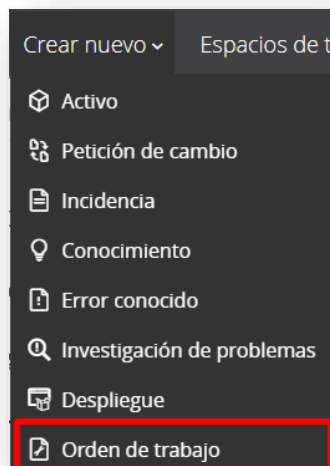 Crear nuevo Espacios de t
Activo
Petición de cambio
Incidencia
Conocimiento
Error conocido
Investigación de problemas
Despliegue
Orden de trabajo